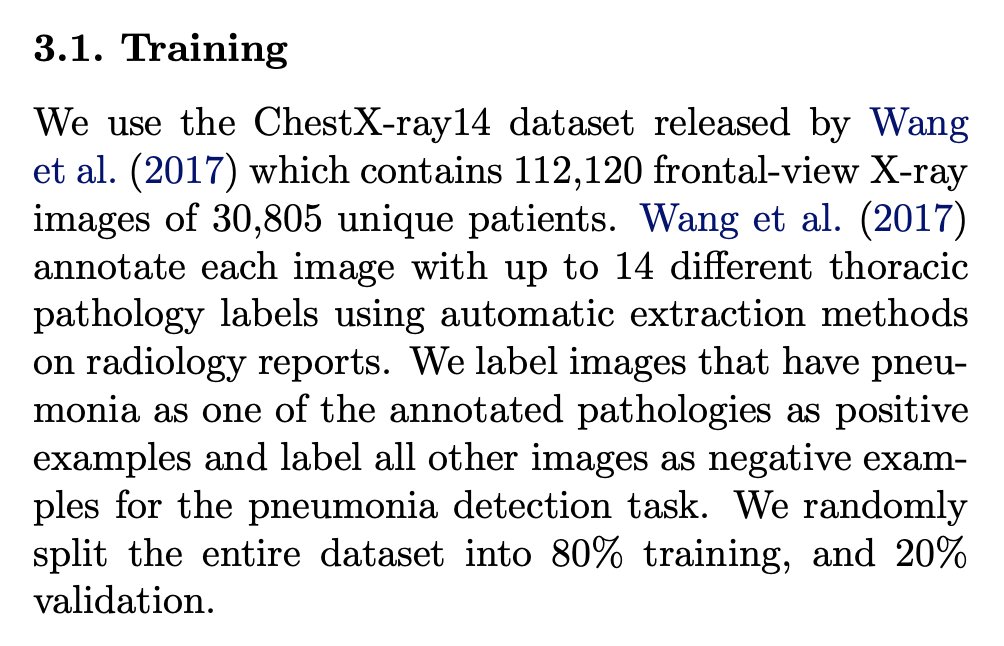 3.1. Training
We use the ChestX-ray14 dataset released by Wang
et al. (2017) which contains 112,120 frontal-view X-ray
images of 30,805 unique patients. Wang et al. (2017)
annotate each image with up to 14 different thoracic
pathology labels using automatic extraction methods
on radiology reports. We label images that have pneu-
monia as one of the annotated pathologies as positive
examples and label all other images as negative exam-
ples for the pneumonia detection task. We randomly
split the entire dataset into 80% training, and 20%
validation.